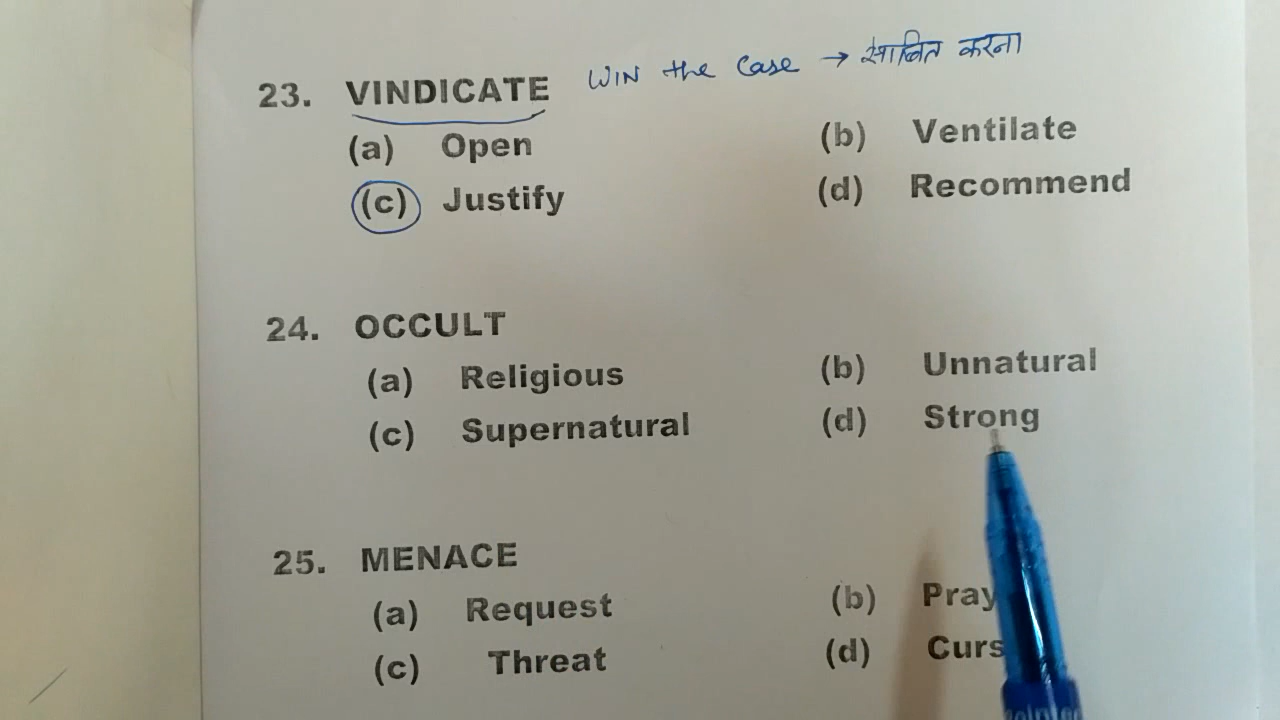 23. VINDICATE WIN the Case → साबित करना
(a) Open (b) Ventilate
(c) Justify (d) Recommend
24. OCCULT
(a) Religious (b) Unnatural
(c) Supernatural (d) Strong
25. MENACE
(a) Request (b) Pray
(c) Threat (d) Curs